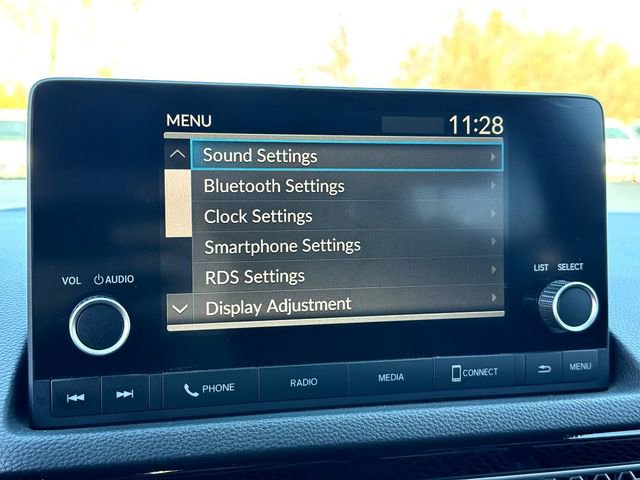 MENU 11:28
Sound Settings
Bluetooth Settings
Clock Settings
Smartphone Settings
RDS Settings
Display Adjustment
VOL AUDIO
LIST SELECT
PHONE RADIO MEDIA CONNECT MENU